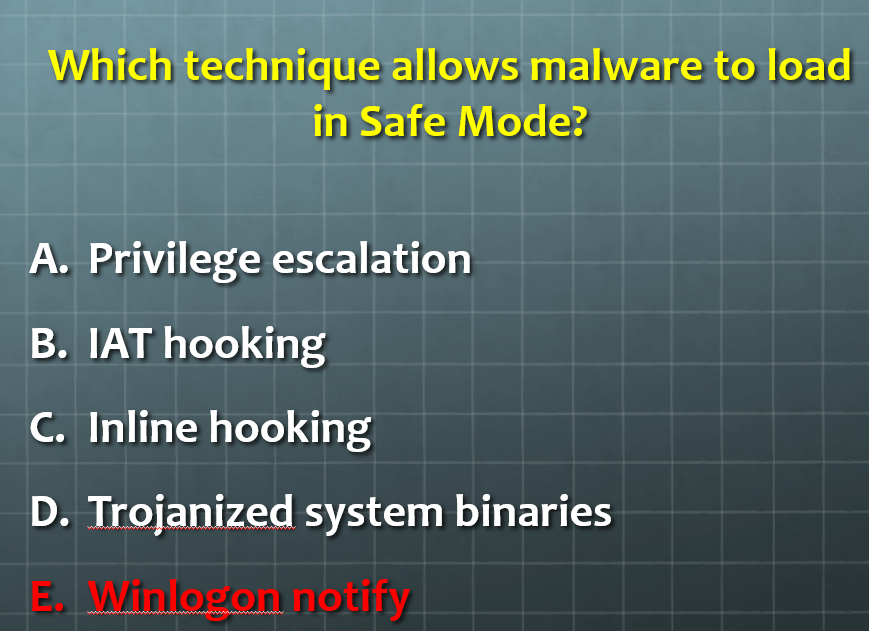 Which technique allows malware to load
in Safe Mode?
A. Privilege escalation
B. IAT hooking
C. Inline hooking
D. Trojanized system binaries
E. Winlogon notify